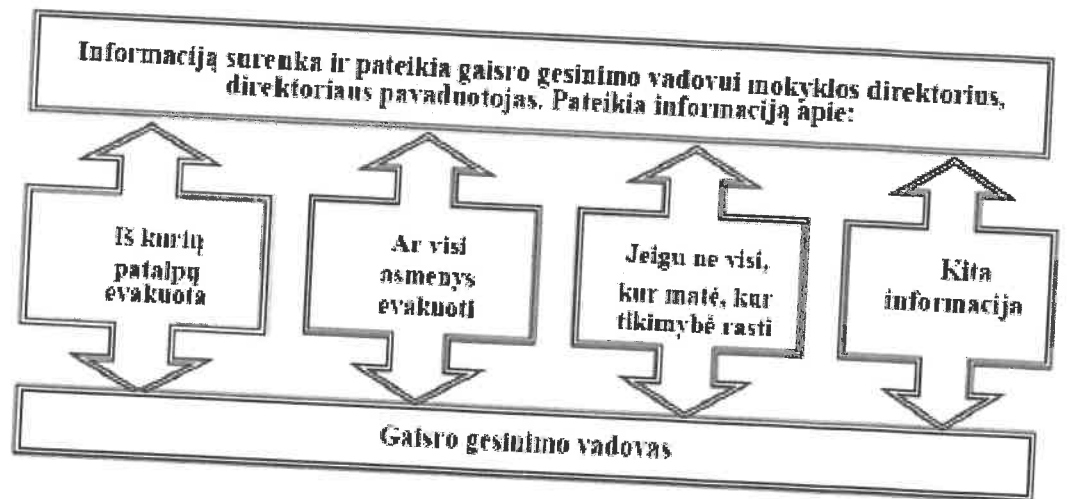 Informaciją surenka ir pateikia gaisro gesinimo vadovui mokyklos direktorius,
direktoriaus pavaduotojas. Pateikia informaciją apie:
Iš kurių
patalpų
evakuota
Ar visi
asmenys
evakuoti
Jeigu ne visi,
kur matė, kur
tikimybė rasti
Kita
informacija
Gaisro gesinimo vadovas